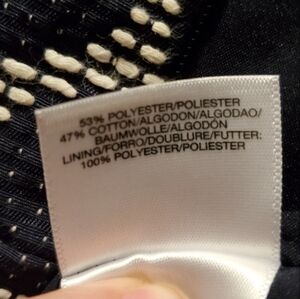 53% POLYESTER/POLIESTER
47% COTTON/ALGODON/ALGODAO/
BAUMWOLLE/ALGODÓN
LINING/FORRO/DOUBLURE/FUTTER:
100% POLYESTER/POLIESTER